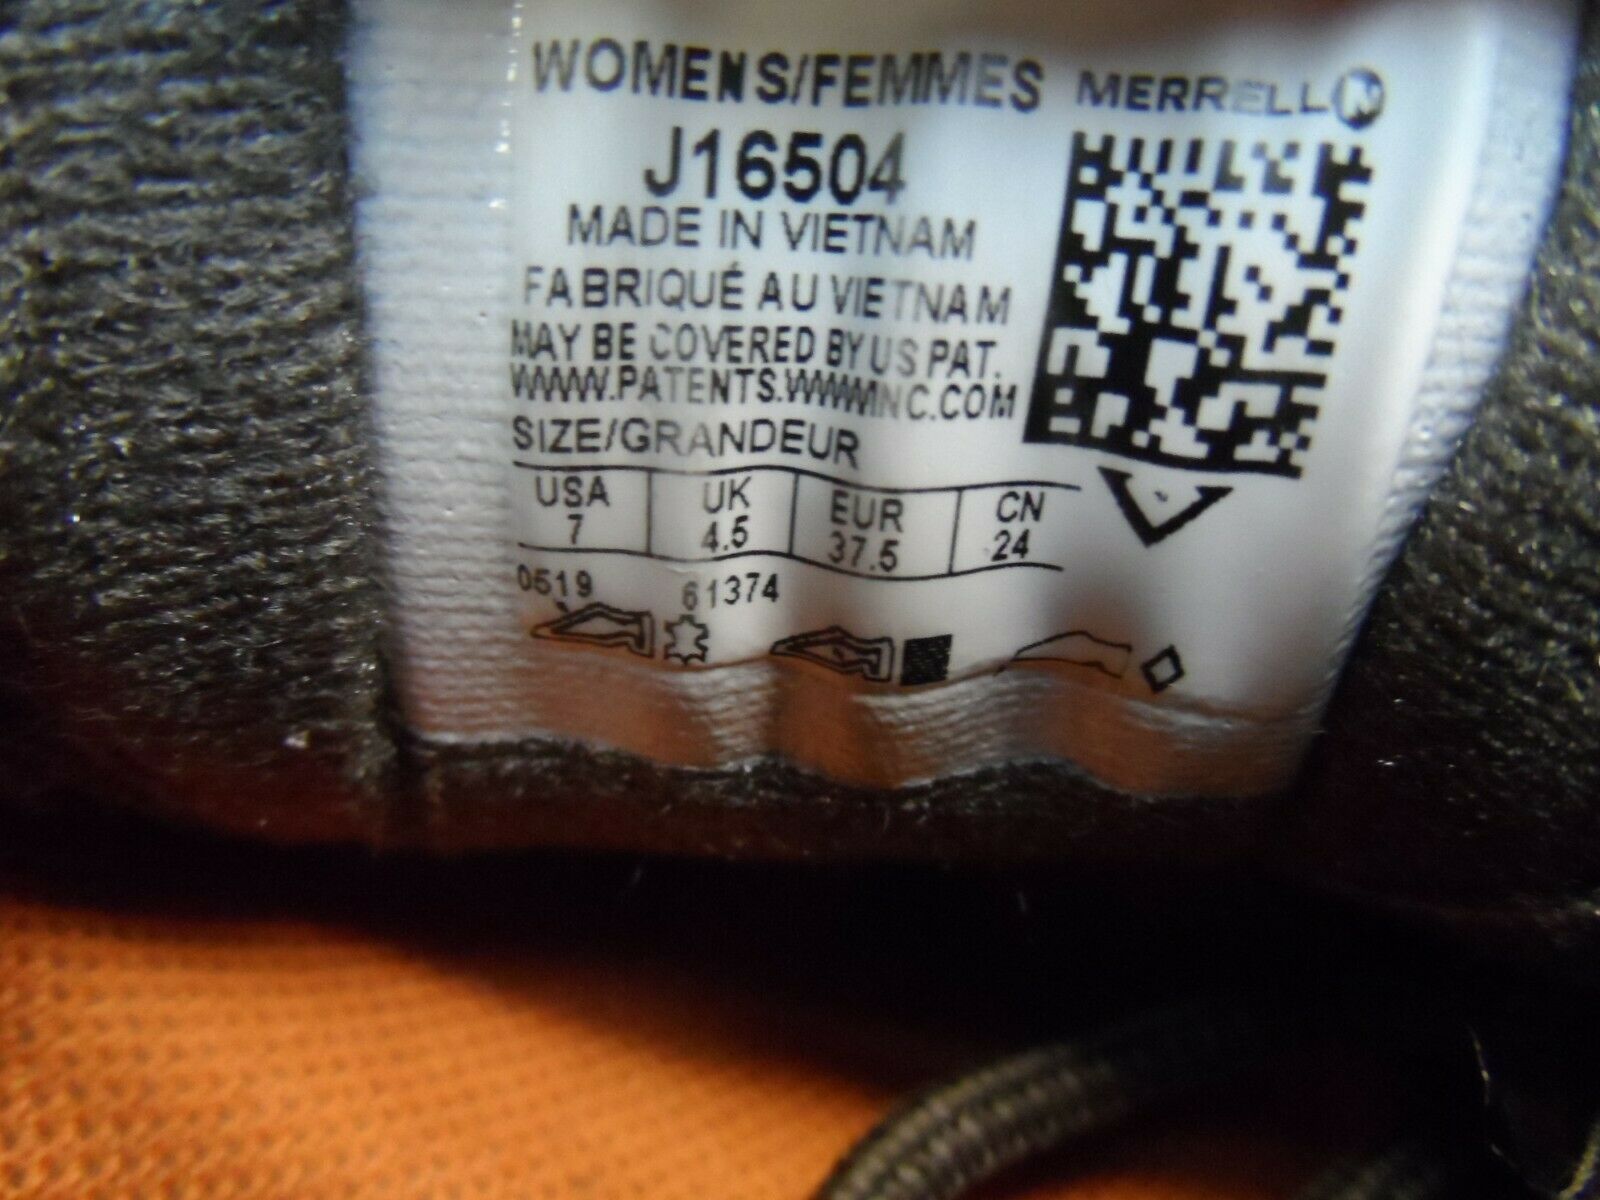 WOMENS/FEMMES MERRELL
J16504
MADE IN VIETNAM
FABRIQUÉ AU VIETNAM
MAY BE COVERED BY US PAT.
WWW.PATENTS.WWWINC.COM
SIZE/GRANDEUR
USA UK EUR CN
7 4.5 37.5 24
0519 61374